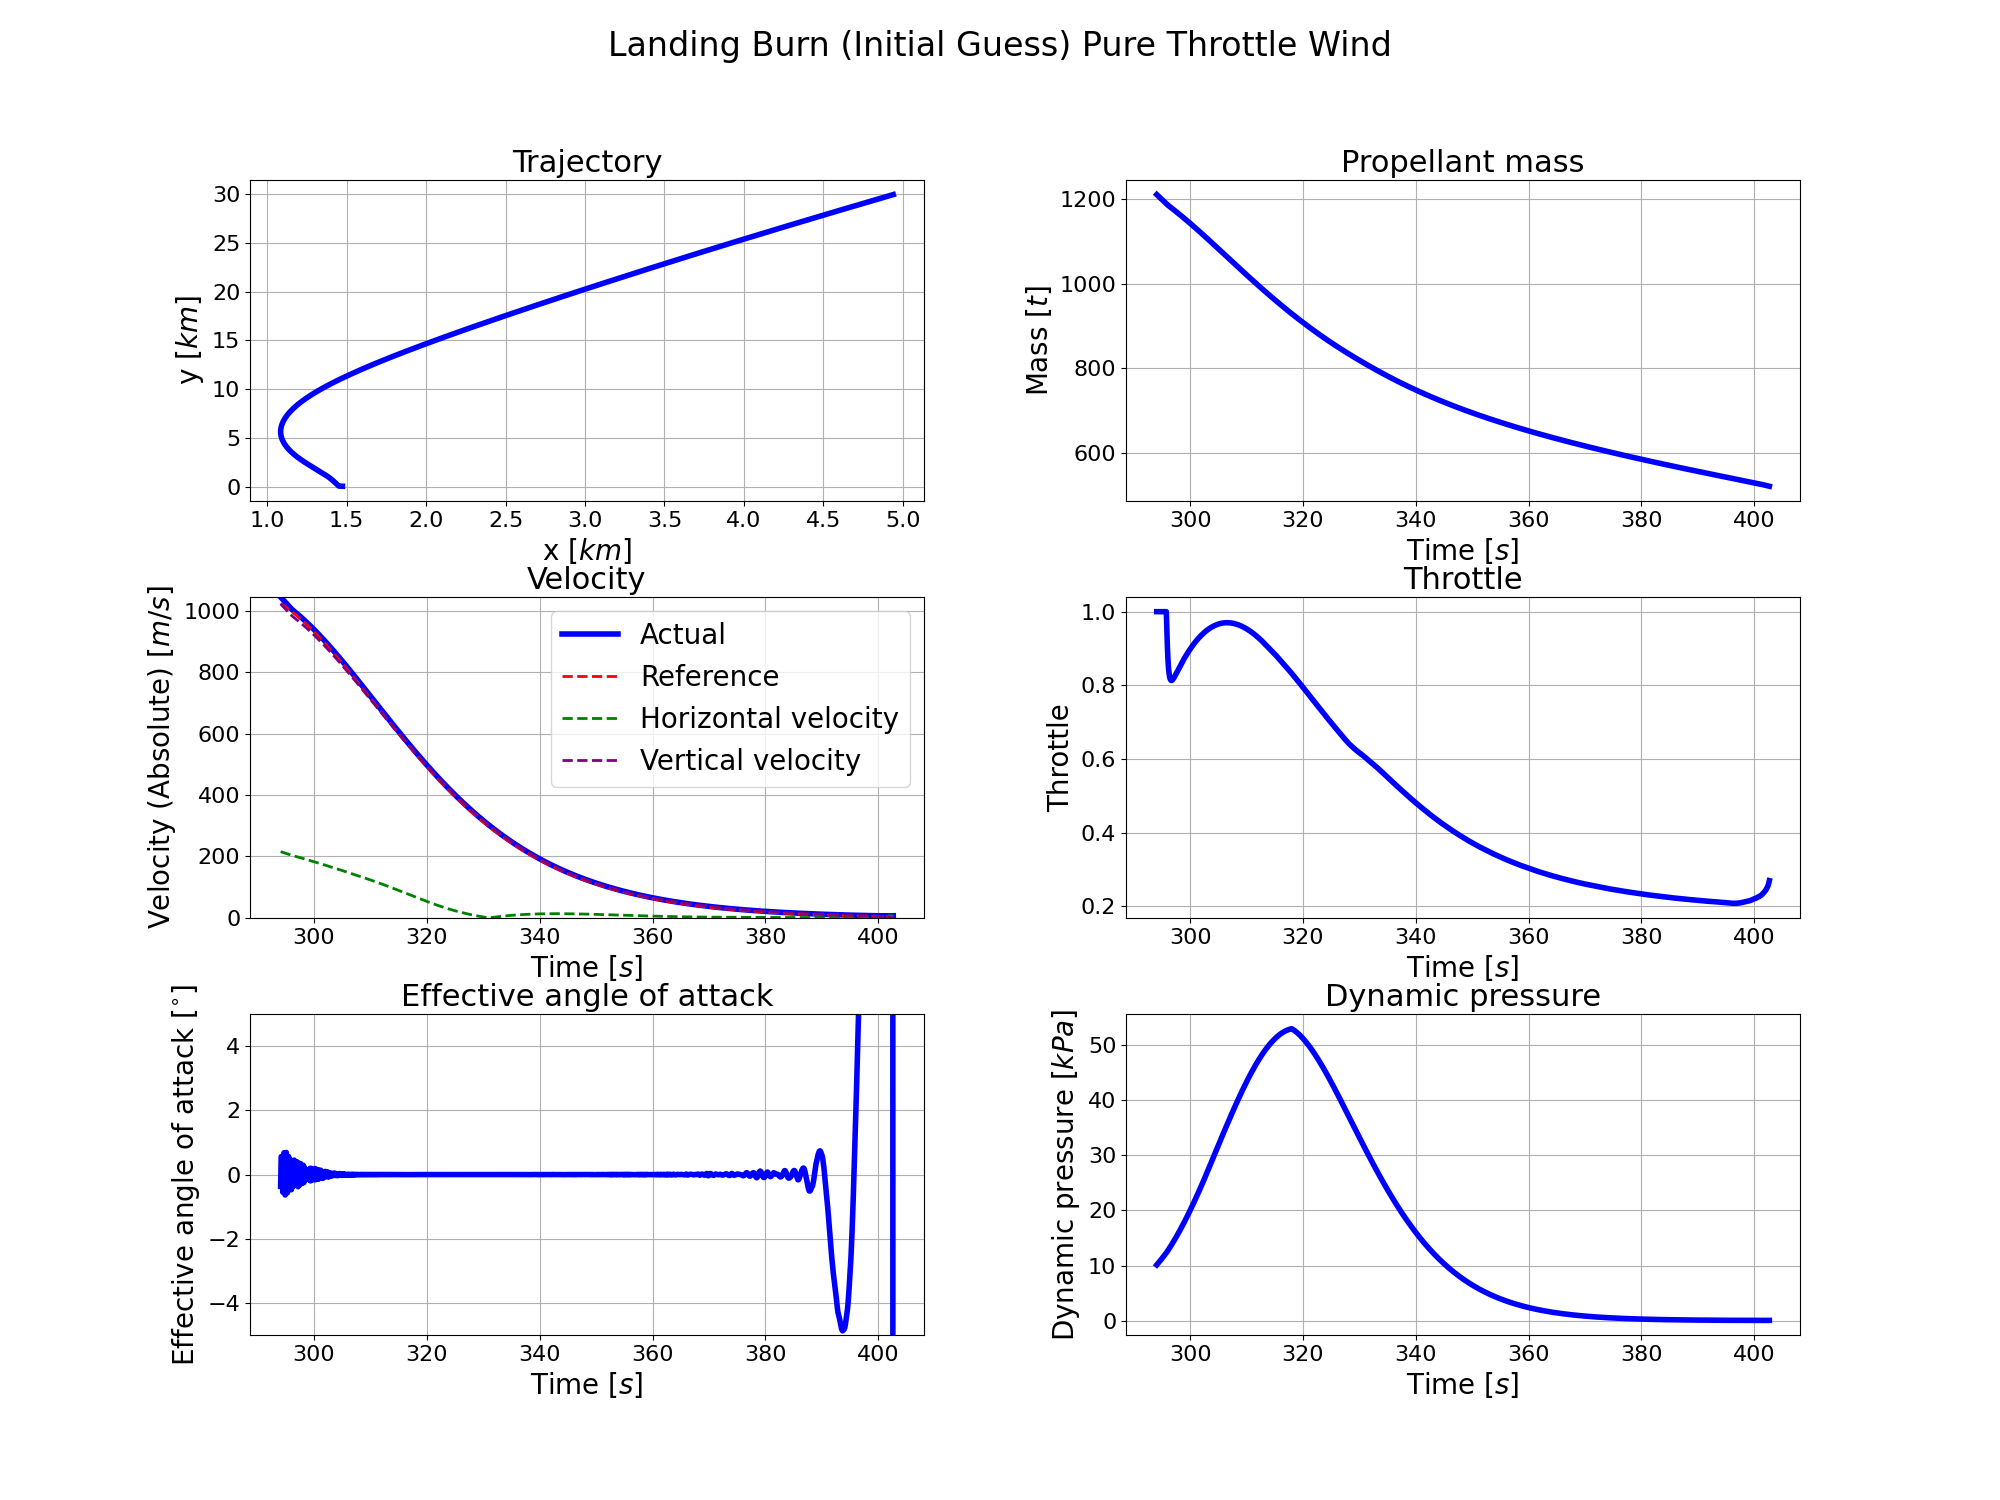 Landing Burn (Initial Guess) Pure Throttle Wind
Trajectory
y [km]
30
25
20
15
10
5
0
1.0 1.5 2.0 2.5 3.0 3.5 4.0 4.5 5.0
x [km]
Propellant mass
Mass [t]
1200
1000
800
600
300 320 340 360 380 400
Time [s]
Velocity
Velocity (Absolute) [m/s]
1000
800
600
400
200
0
Actual
Reference
Horizontal velocity
Vertical velocity
300 320 340 360 380 400
Time [s]
Throttle
Throttle
1.0
0.8
0.6
0.4
0.2
300 320 340 360 380 400
Time [s]
Effective angle of attack
Effective angle of attack [°]
4
2
0
−2
−4
300 320 340 360 380 400
Time [s]
Dynamic pressure
Dynamic pressure [kPa]
50
40
30
20
10
0
300 320 340 360 380 400
Time [s]